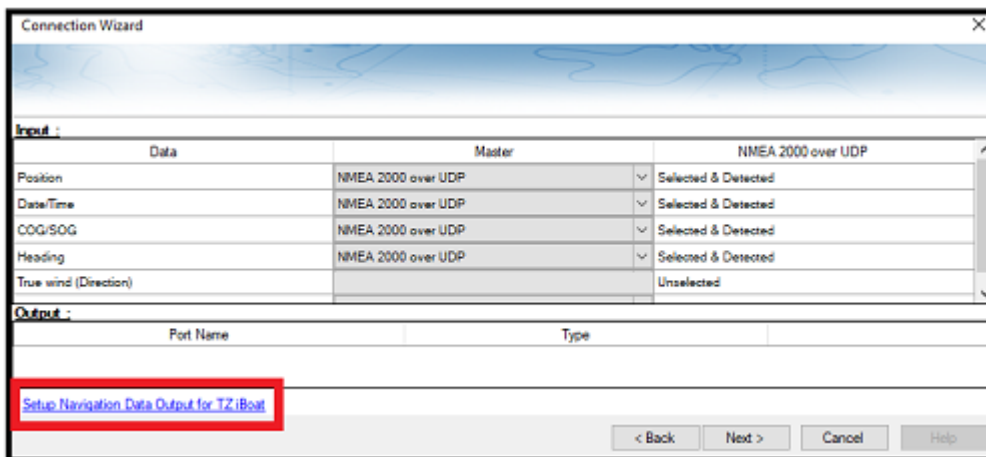 Connection Wizard
Input :
Data Master NMEA 2000 over UDP
Position NMEA 2000 over UDP Selected & Detected
Date/Time NMEA 2000 over UDP Selected & Detected
COG/SOG NMEA 2000 over UDP Selected & Detected
Heading NMEA 2000 over UDP Selected & Detected
True wind (Direction) Unselected
Output :
Port Name Type
Setup Navigation Data Output for TZ iBoat
< Back Next > Cancel Help